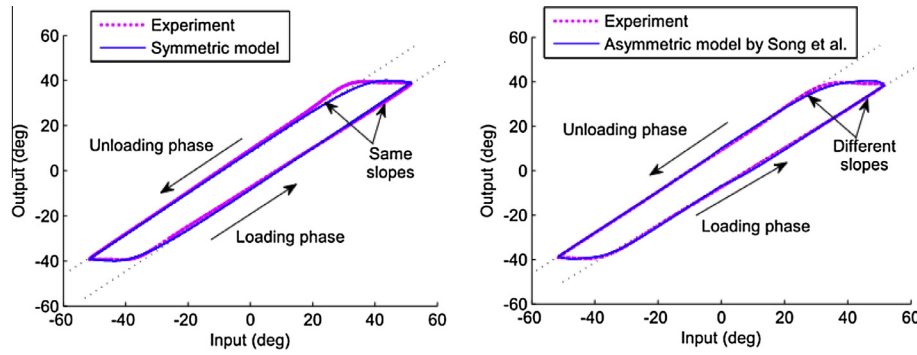 Experiment
Symmetric model
60
40
20
0
-20
-40
-60
Output (deg)
Unloading phase
Same
slopes
Loading phase
-60 -40 -20 0 20 40 60
Input (deg)
Experiment
Asymmetric model by Song et al.
60
40
20
0
-20
-40
-60
Output (deg)
Unloading phase
Different
slopes
Loading phase
-60 -40 -20 0 20 40 60
Input (deg)